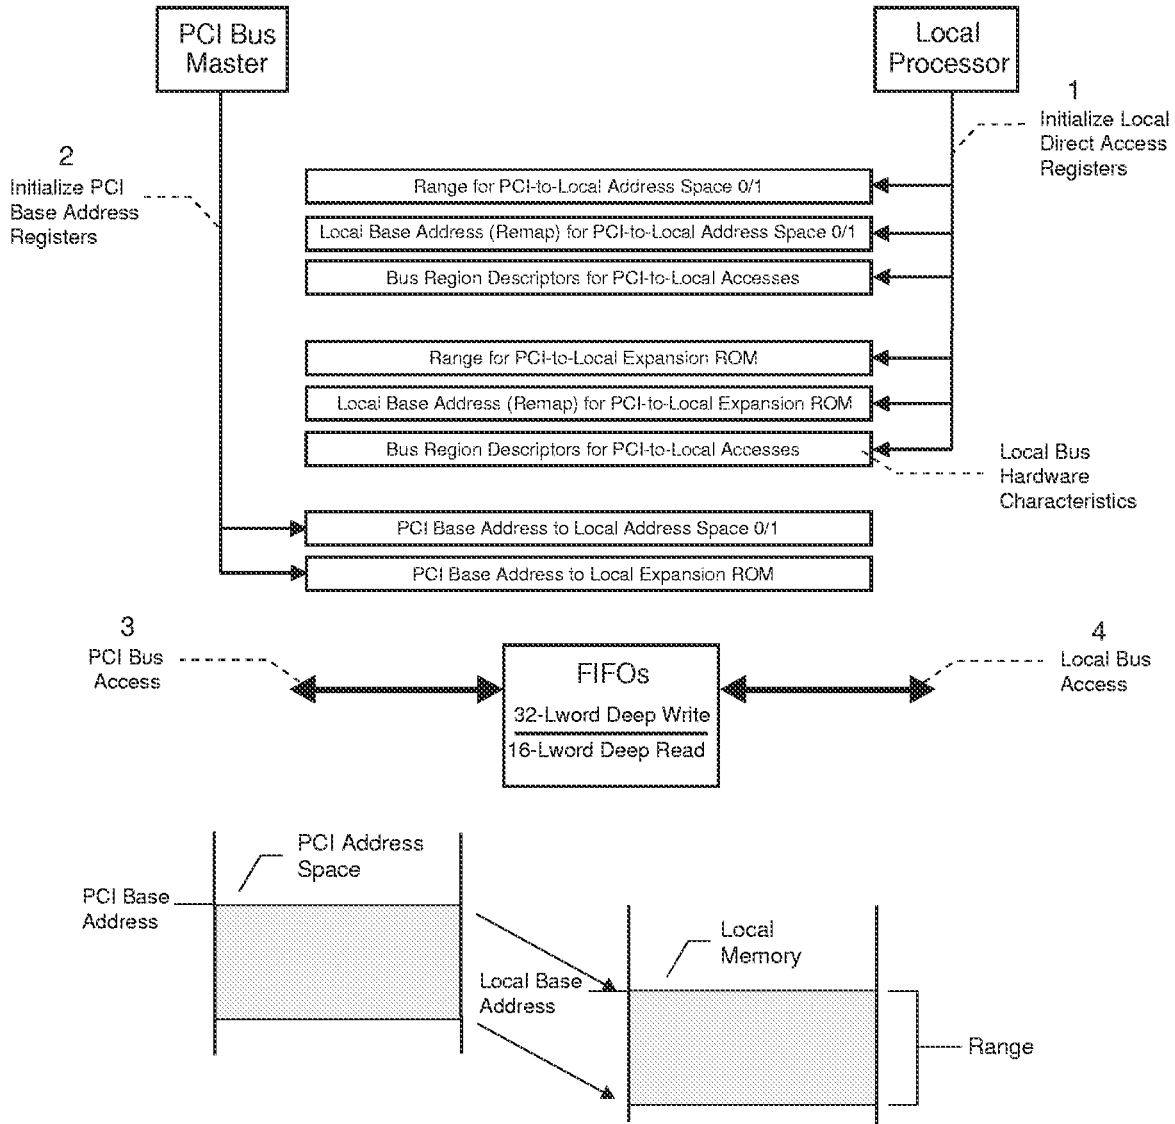 PCI Bus
Master
Local
Processor
1
Initialize Local
Direct Access
Registers
2
Initialize PCI
Base Address
Registers
Range for PCI-to-Local Address Space 0/1
Local Base Address (Remap) for PCI-to-Local Address Space 0/1
Bus Region Descriptors for PCI-to-Local Accesses
Range for PCI-to-Local Expansion ROM
Local Base Address (Remap) for PCI-to-Local Expansion ROM
Bus Region Descriptors for PCI-to-Local Accesses
Local Bus
Hardware
Characteristics
PCI Base Address to Local Address Space 0/1
PCI Base Address to Local Expansion ROM
3
PCI Bus
Access
FIFOs
32-Lword Deep Write
16-Lword Deep Read
4
Local Bus
Access
PCI Address
Space
PCI Base
Address
Local
Memory
Local Base
Address
Range